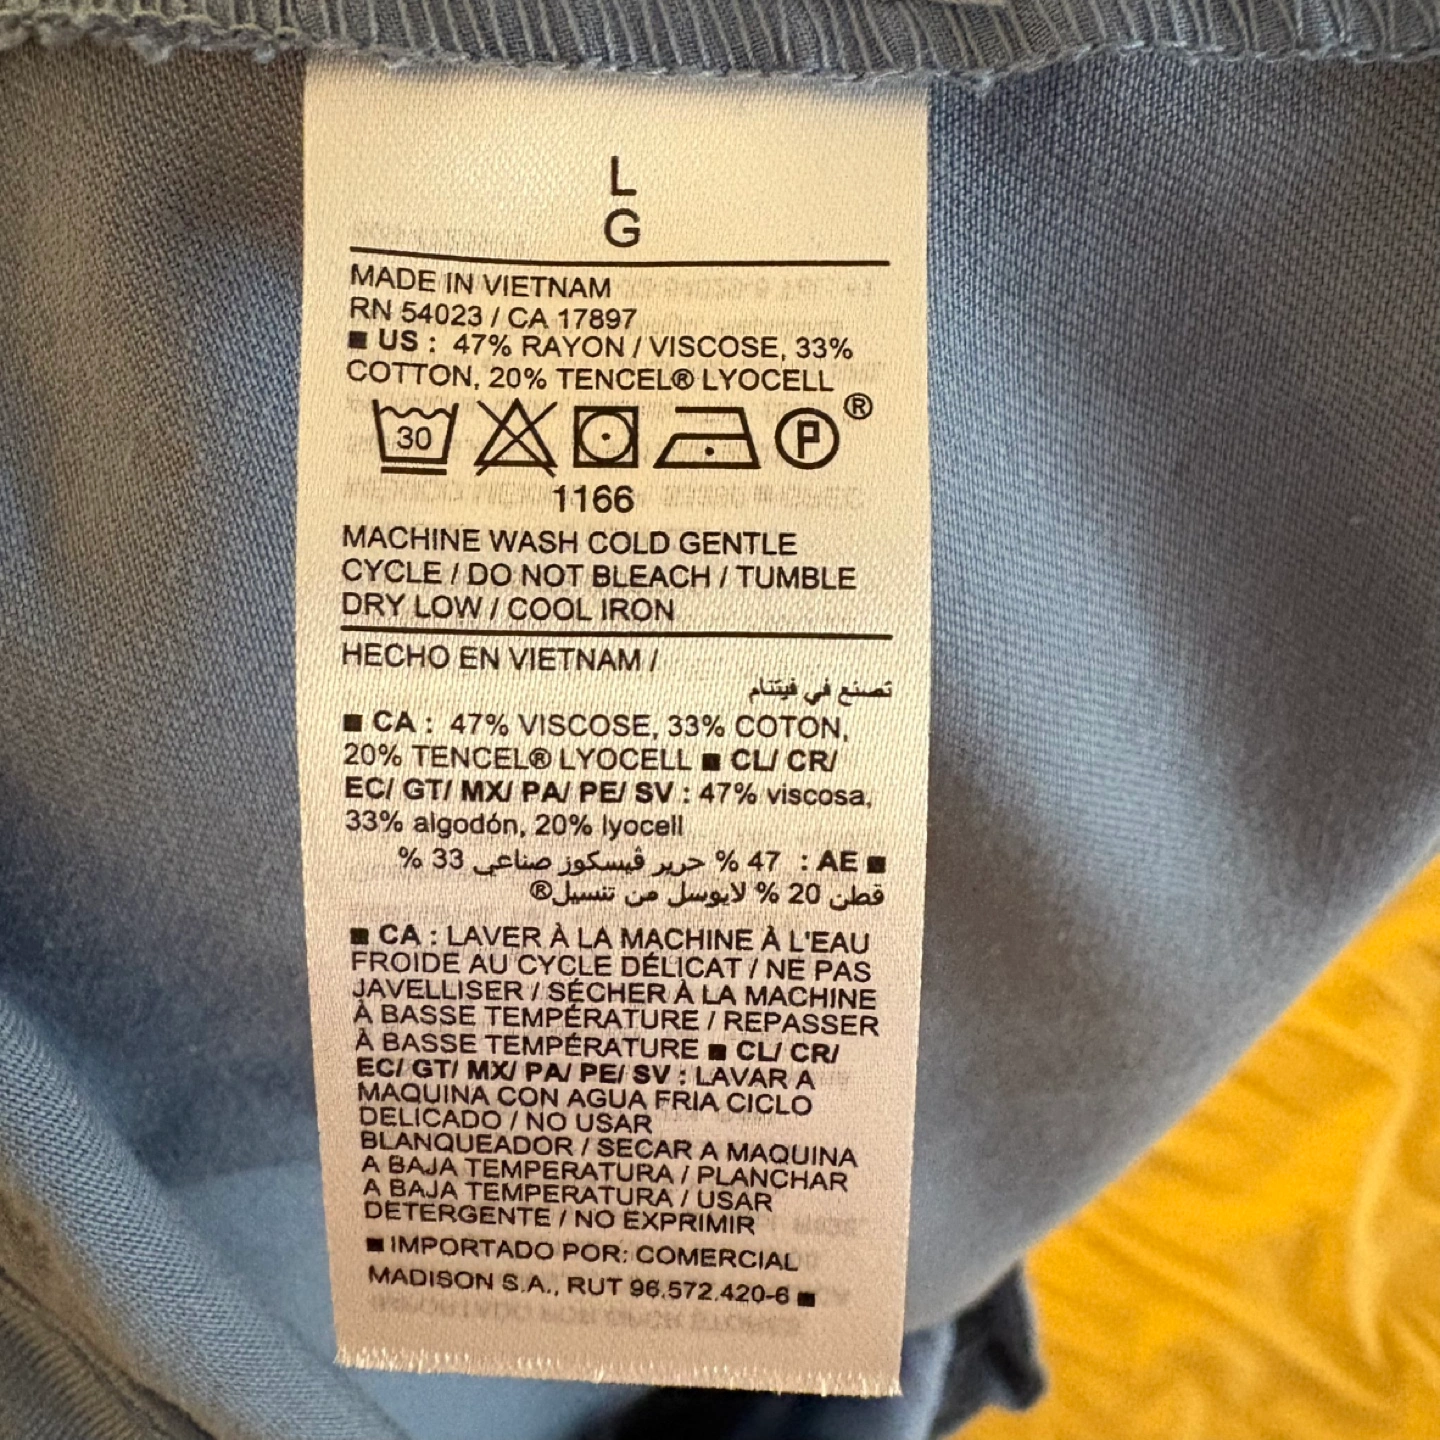 L
G
MADE IN VIETNAM
RN 54023 / CA 17897
■ US : 47% RAYON / VISCOSE, 33%
COTTON, 20% TENCEL® LYOCELL
30 P ®
1166
MACHINE WASH COLD GENTLE
CYCLE / DO NOT BLEACH / TUMBLE
DRY LOW / COOL IRON
HECHO EN VIETNAM /
تصنع في فيتنام
■ CA : 47% VISCOSE, 33% COTON,
20% TENCEL® LYOCELL ■ CL/ CR/
EC/ GT/ MX/ PA/ PE/ SV : 47% viscosa,
33% algodón, 20% lyocell
■ AE : 47 % حرير ڤيسكوز صناعي 33 %
قطن 20 % لايوسل من تنسيل®
■ CA : LAVER À LA MACHINE À L'EAU
FROIDE AU CYCLE DÉLICAT / NE PAS
JAVELLISER / SÉCHER À LA MACHINE
À BASSE TEMPÉRATURE / REPASSER
À BASSE TEMPÉRATURE ■ CL/ CR/
EC/ GT/ MX/ PA/ PE/ SV : LAVAR A
MAQUINA CON AGUA FRIA CICLO
DELICADO / NO USAR
BLANQUEADOR / SECAR A MAQUINA
A BAJA TEMPERATURA / PLANCHAR
A BAJA TEMPERATURA / USAR
DETERGENTE / NO EXPRIMIR
■ IMPORTADO POR: COMERCIAL
MADISON S.A., RUT 96.572.420-6 ■